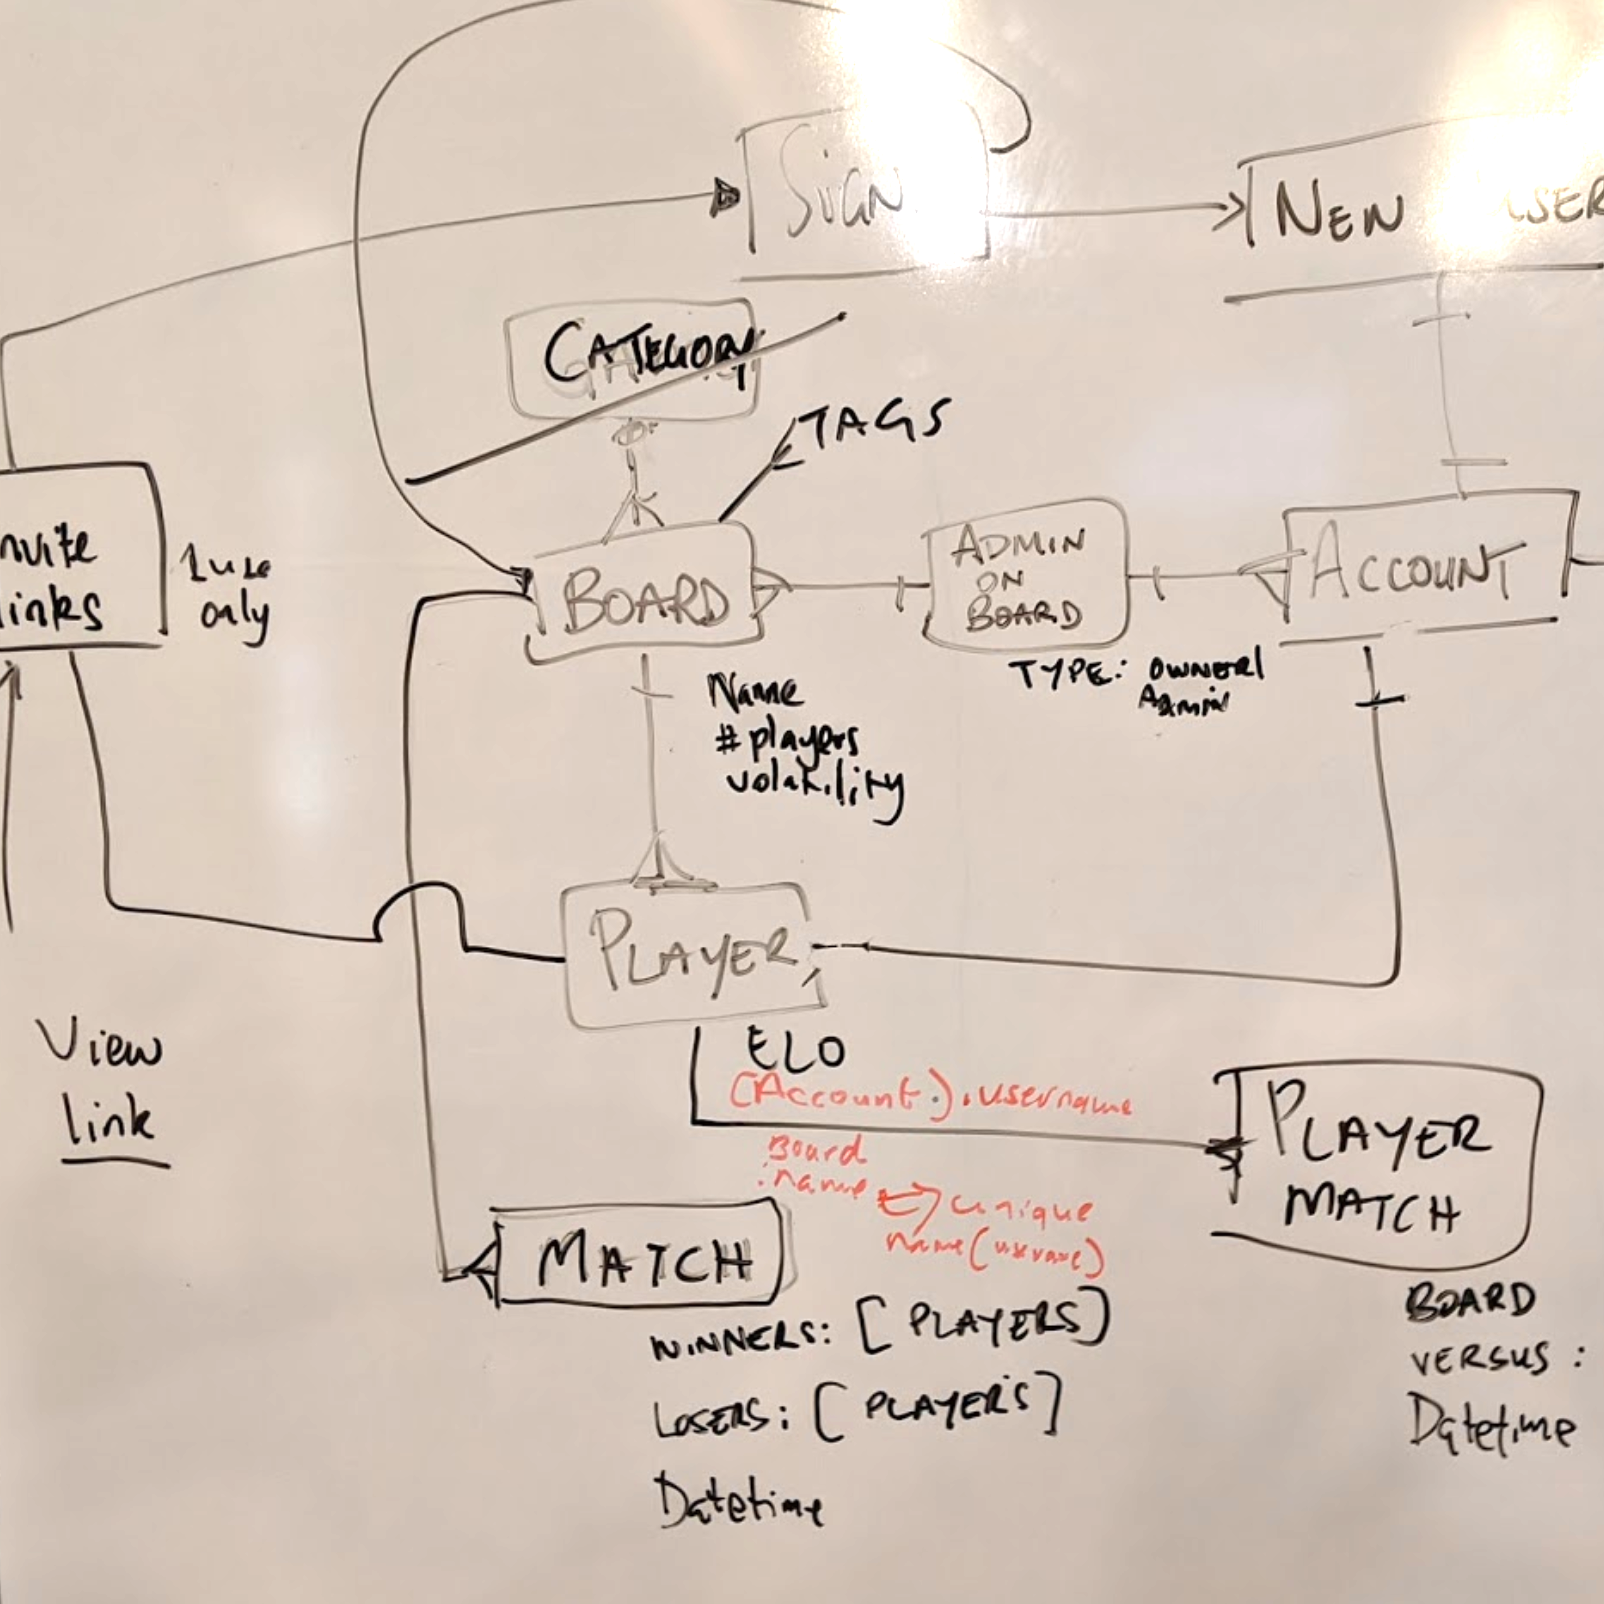 SIGN
NEW USER
CATEGORY
TAGS
nvite
links
1 use
only
BOARD
ADMIN
ON
BOARD
ACCOUNT
TYPE: OWNER/
ADMIN
Name
# players
volatility
PLAYER
View
link
ELO
(Account.).username
Board
.name
unique
name(username)
PLAYER
MATCH
MATCH
WINNERS: [PLAYERS]
LOSERS: [PLAYERS]
Datetime
BOARD
VERSUS:
Datetime